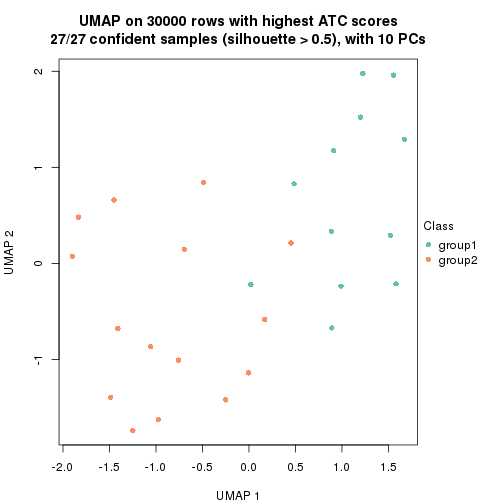 UMAP on 30000 rows with highest ATC scores
27/27 confident samples (silhouette > 0.5), with 10 PCs
2
1
0
-1
UMAP 2
Class
group1
group2
-2.0 -1.5 -1.0 -0.5 0.0 0.5 1.0 1.5
UMAP 1